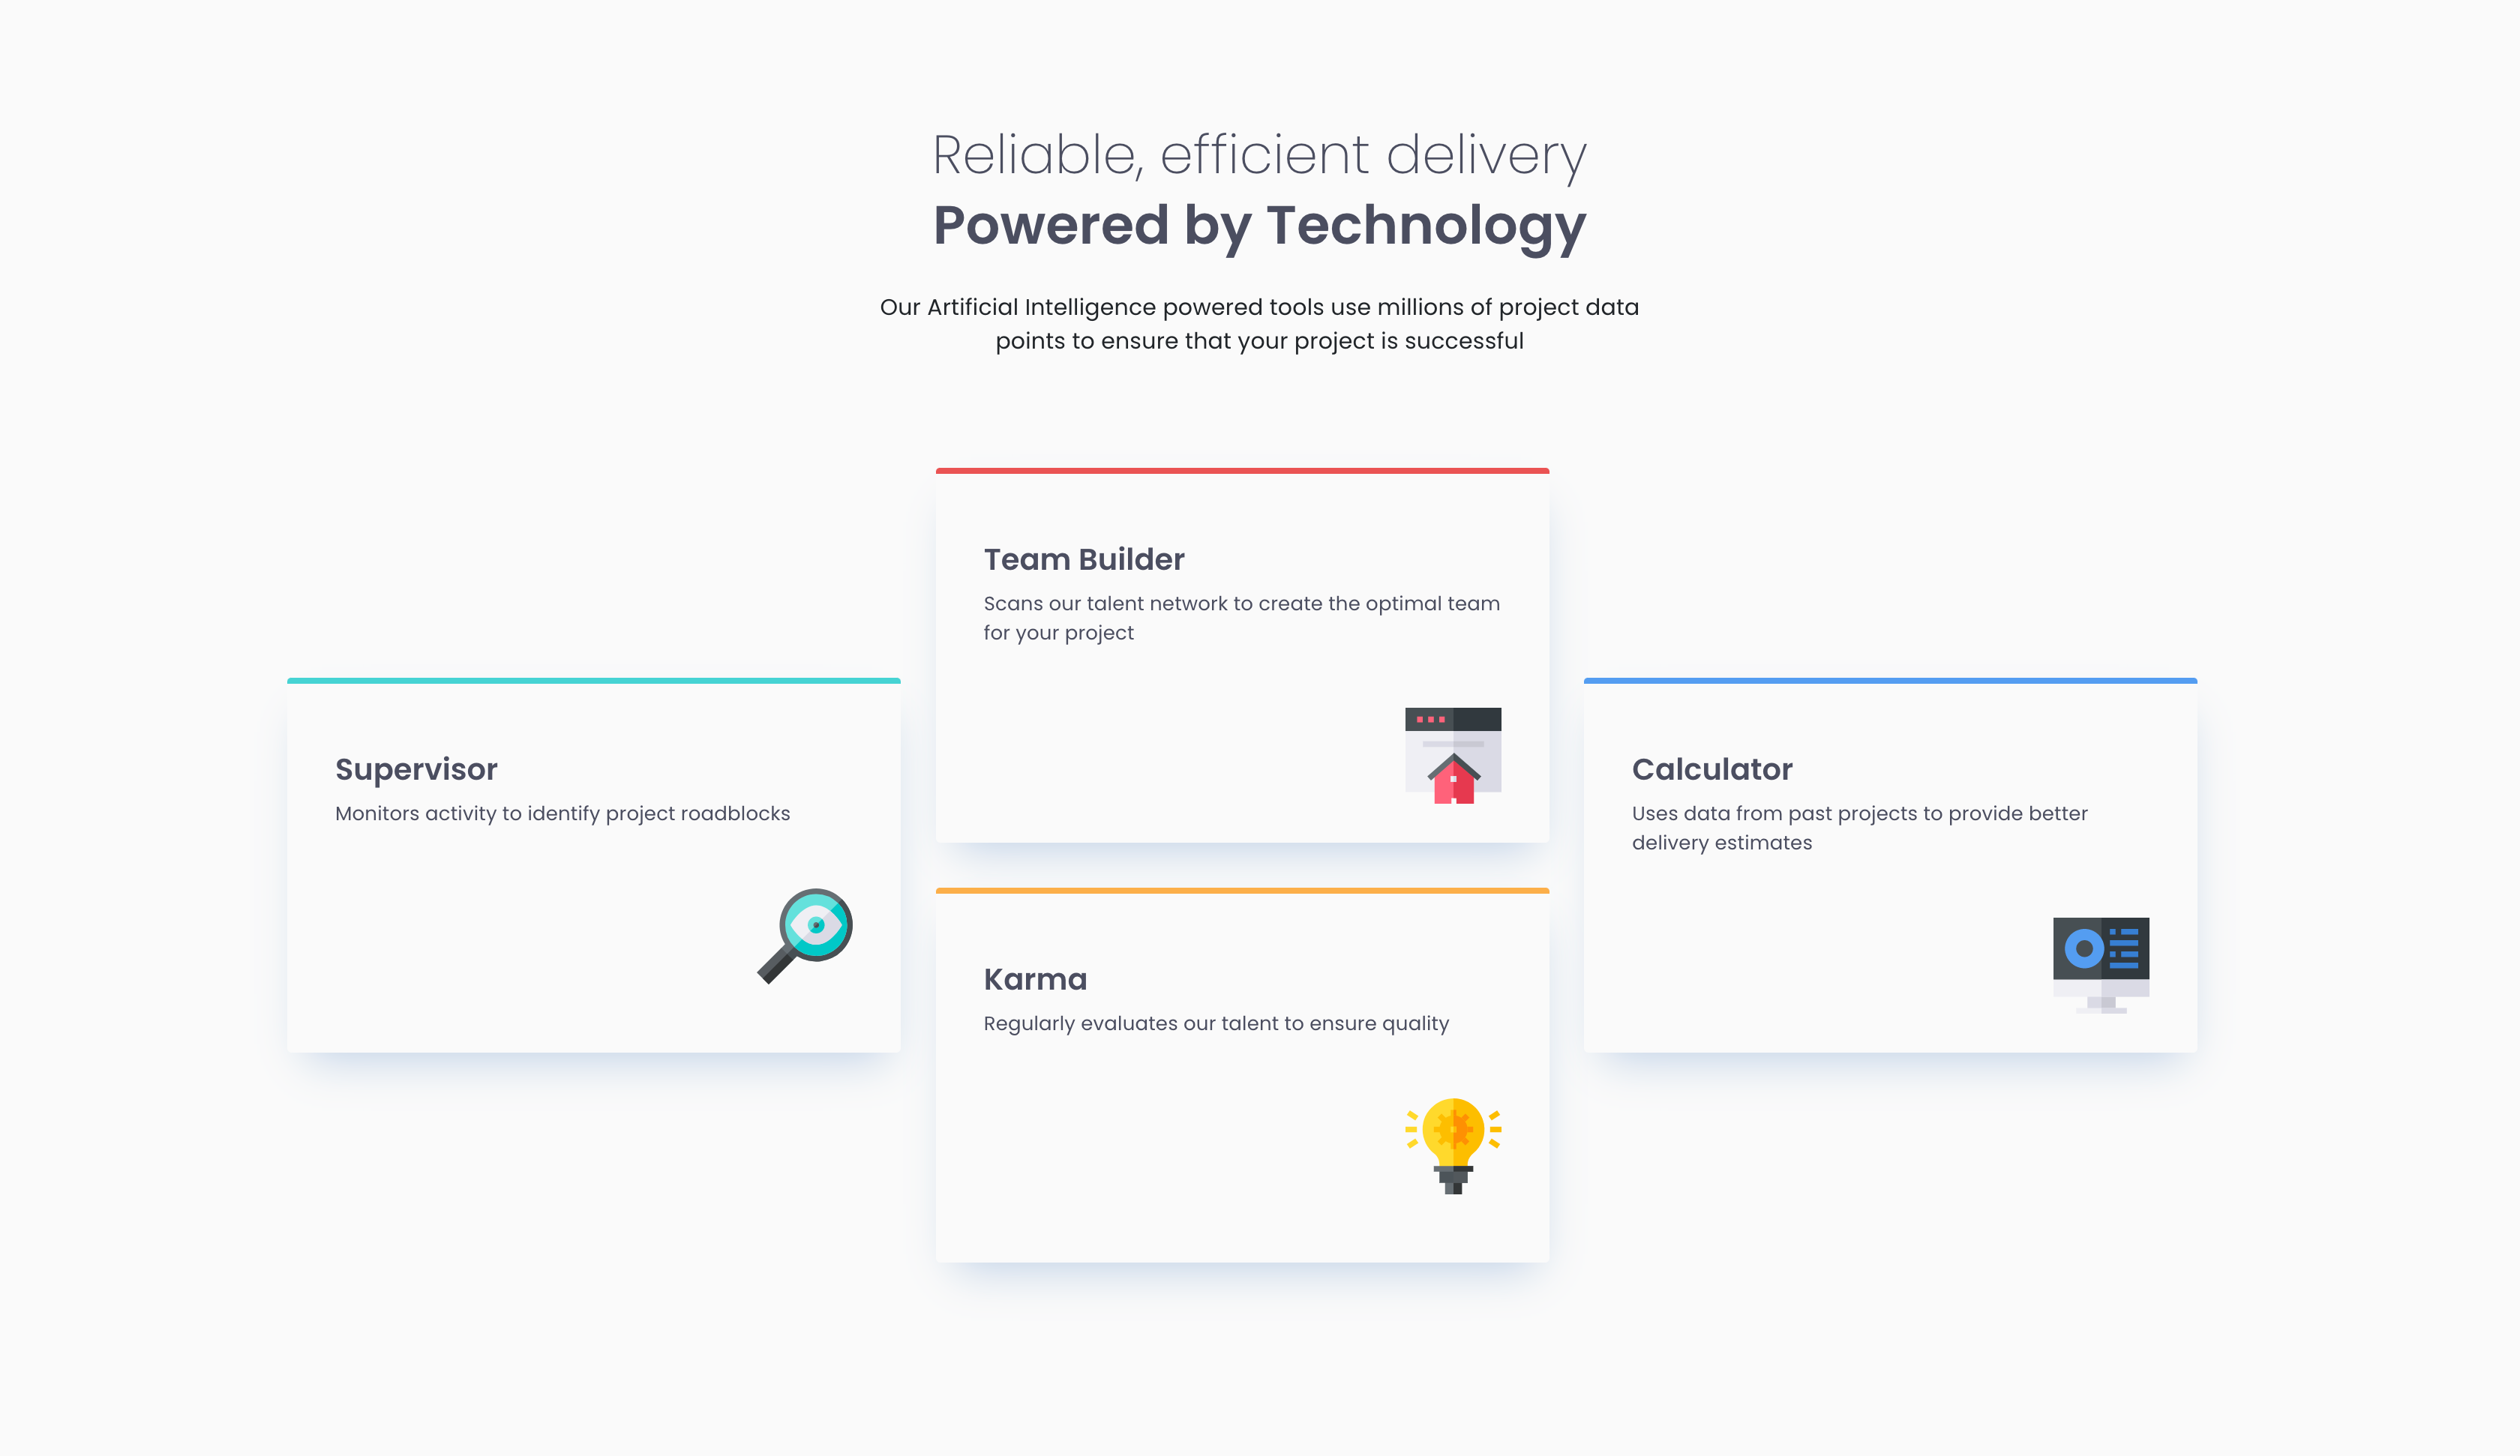 Reliable, efficient delivery
Powered by Technology
Our Artificial Intelligence powered tools use millions of project data
points to ensure that your project is successful
Team Builder
Scans our talent network to create the optimal team
for your project
Supervisor
Monitors activity to identify project roadblocks
Calculator
Uses data from past projects to provide better
delivery estimates
Karma
Regularly evaluates our talent to ensure quality